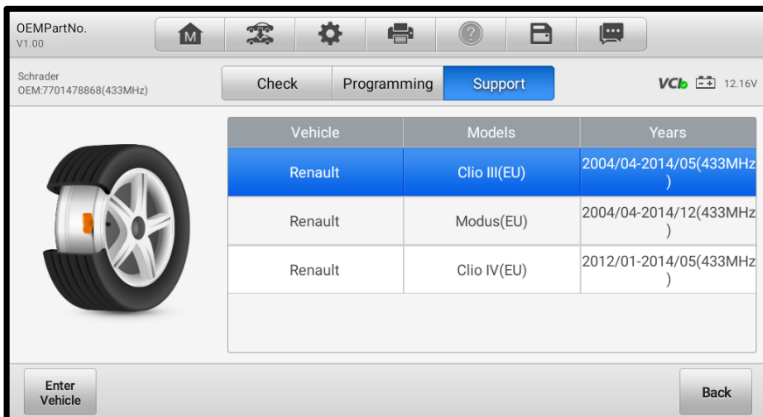 OEMPartNo.
V1.00
M
Schrader
OEM:7701478868(433MHz)
Check Programming Support
VCI 12.16V
Vehicle Models Years
Renault Clio III(EU) 2004/04-2014/05(433MHz
)
Renault Modus(EU) 2004/04-2014/12(433MHz
)
Renault Clio IV(EU) 2012/01-2014/05(433MHz
)
Enter
Vehicle
Back